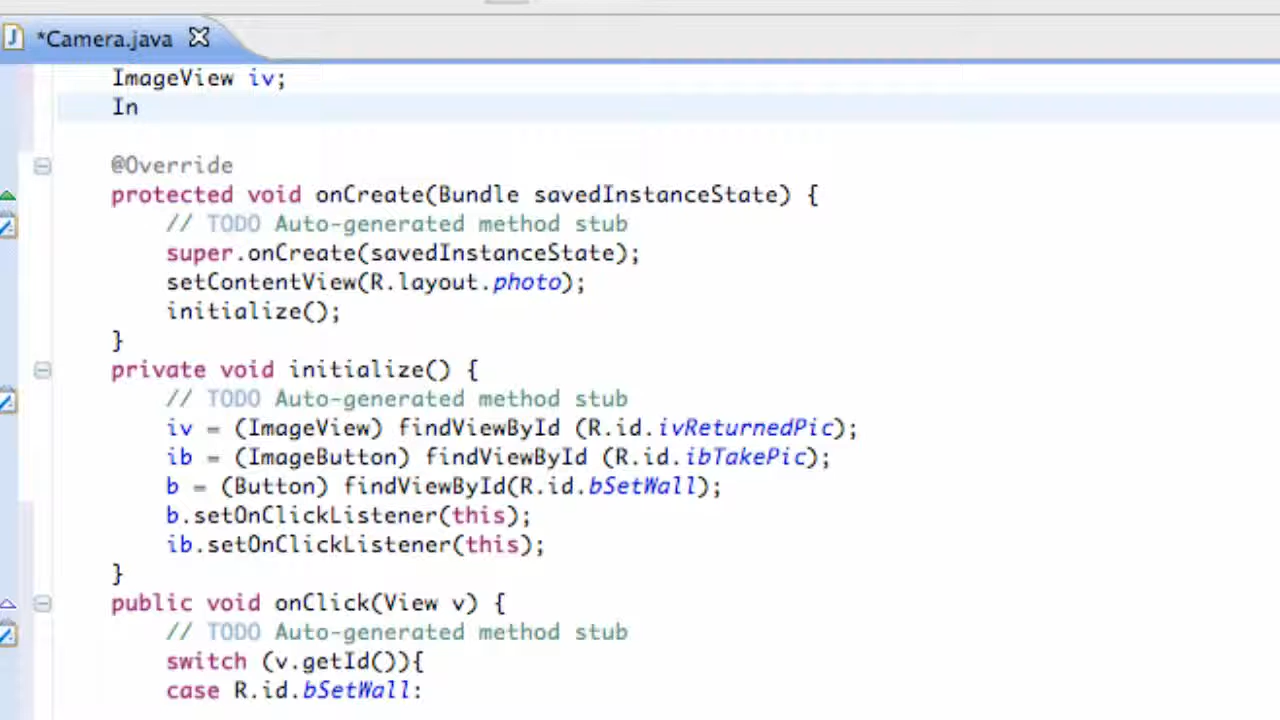 *Camera.java
ImageView iv;
In
@Override
protected void onCreate(Bundle savedInstanceState) {
// TODO Auto-generated method stub
super.onCreate(savedInstanceState);
setContentView(R.layout.photo);
initialize();
}
private void initialize() {
// TODO Auto-generated method stub
iv = (ImageView) findViewById (R.id.ivReturnedPic);
ib = (ImageButton) findViewById (R.id.ibTakePic);
b = (Button) findViewById(R.id.bSetWall);
b.setOnClickListener(this);
ib.setOnClickListener(this);
}
public void onClick(View v) {
// TODO Auto-generated method stub
switch (v.getId()){
case R.id.bSetWall: